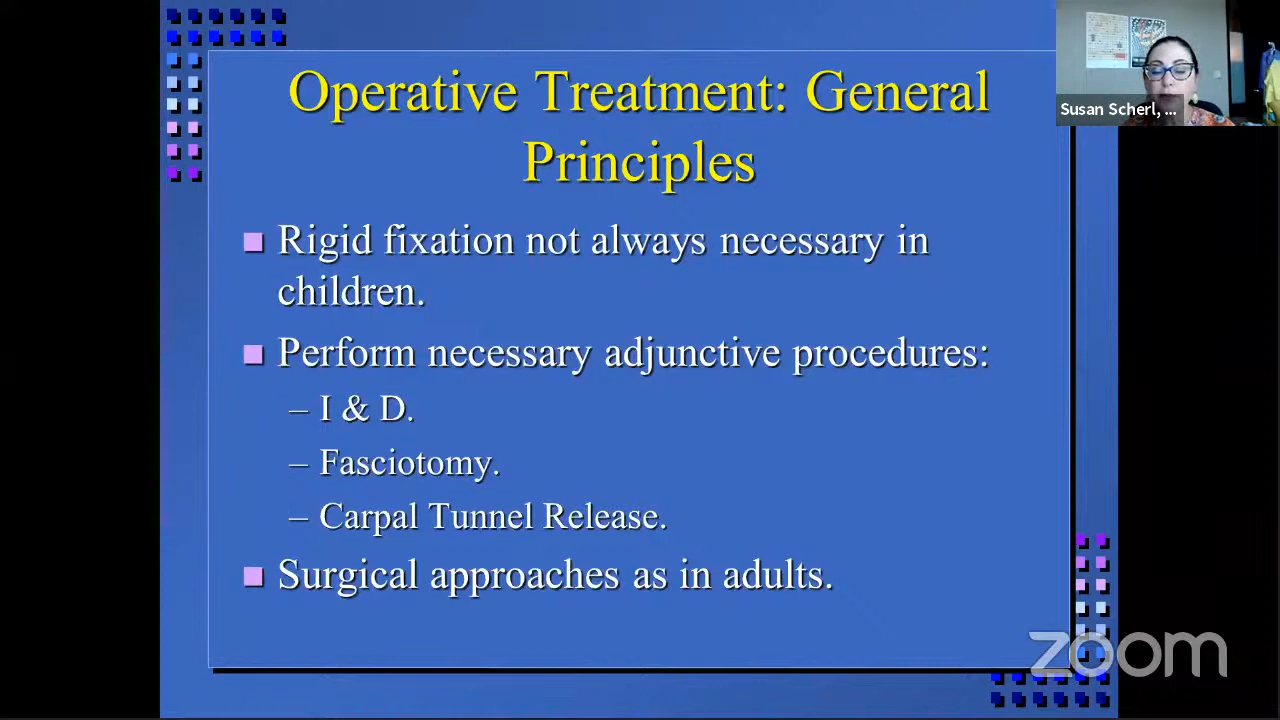 Operative Treatment: General
Principles
Rigid fixation not always necessary in
children.
Perform necessary adjunctive procedures:
– I & D.
– Fasciotomy.
– Carpal Tunnel Release.
Surgical approaches as in adults.
Susan Scherl, ...
zoom